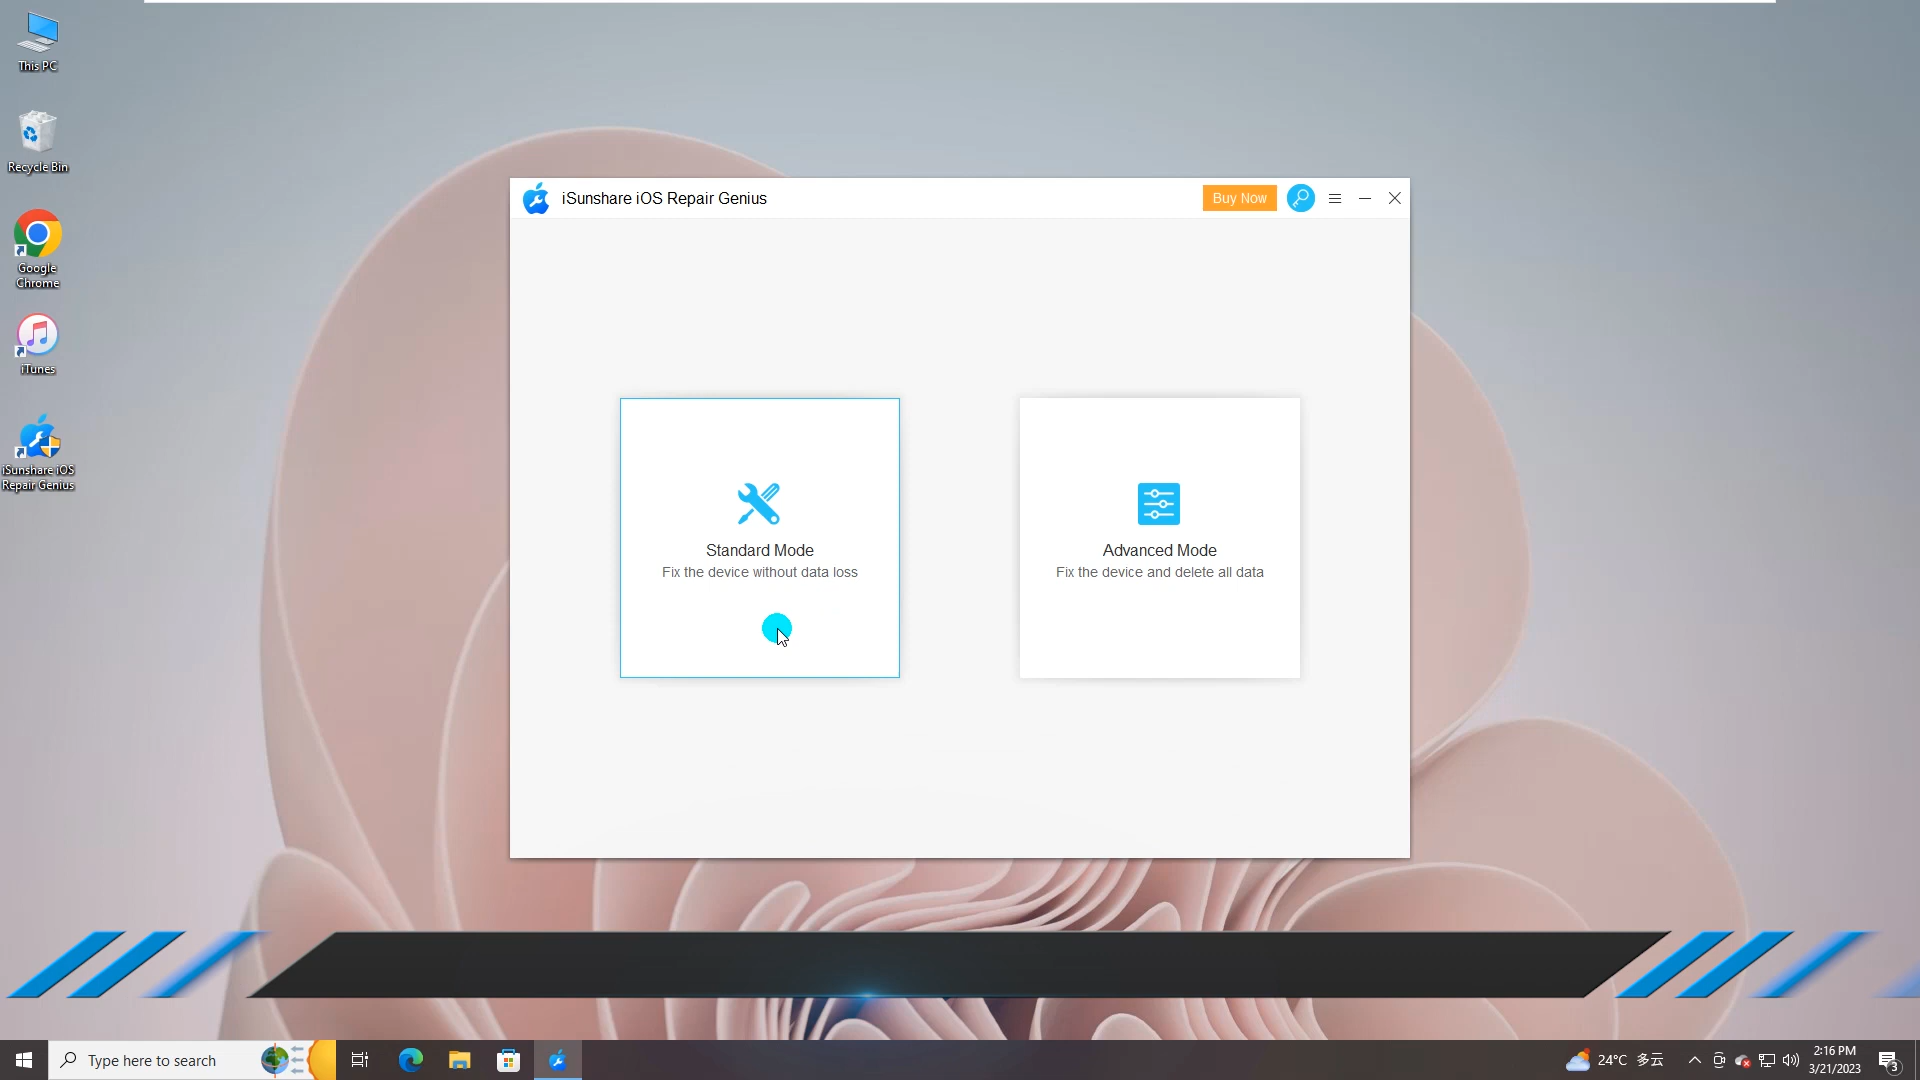 This PC
Recycle Bin
Google
Chrome
iTunes
iSunshare iOS
Repair Genius
iSunshare iOS Repair Genius
Buy Now
Standard Mode
Fix the device without data loss
Advanced Mode
Fix the device and delete all data
Type here to search
24°C 多云
2:16 PM
3/21/2023
3